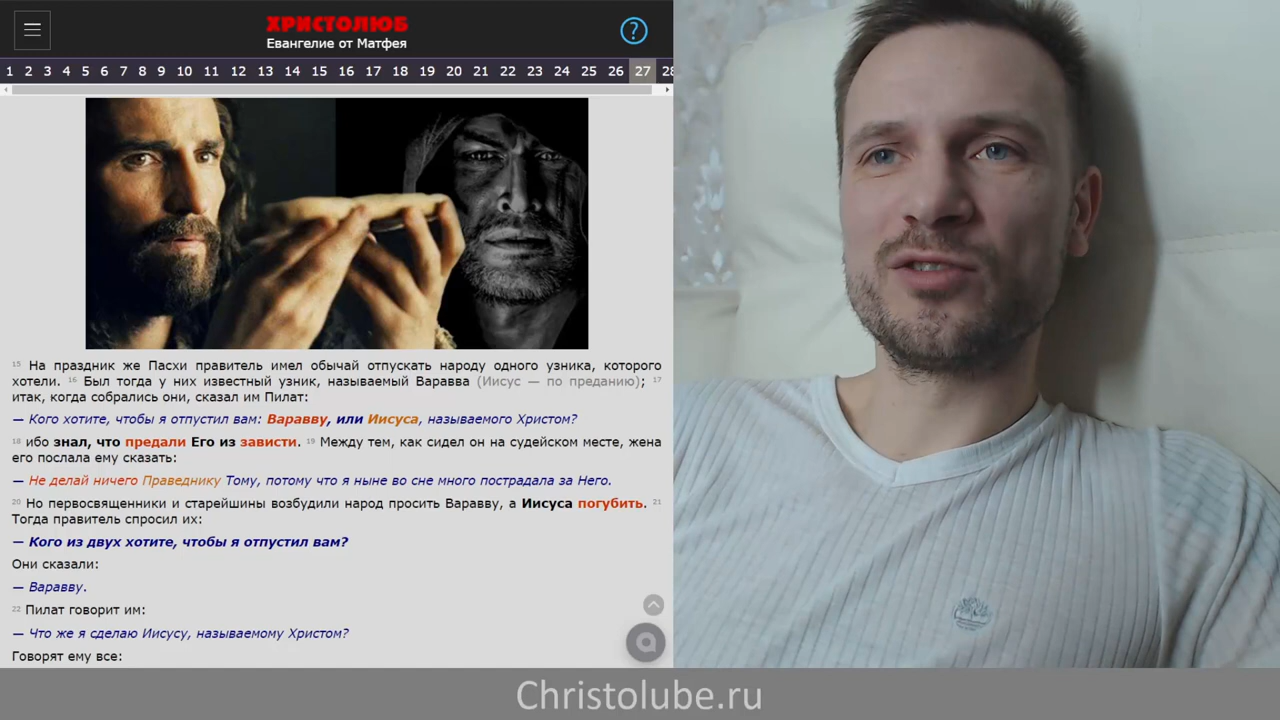 ХРИСТОЛЮБ
Евангелие от Матфея
1 2 3 4 5 6 7 8 9 10 11 12 13 14 15 16 17 18 19 20 21 22 23 24 25 26 27 28
15 На праздник же Пасхи правитель имел обычай отпускать народу одного узника, которого
хотели. 16 Был тогда у них известный узник, называемый Варавва (Иисус — по преданию); 17
итак, когда собрались они, сказал им Пилат:
— Кого хотите, чтобы я отпустил вам: Варавву, или Иисуса, называемого Христом?
18 ибо знал, что предали Его из зависти. 19 Между тем, как сидел он на судейском месте, жена
его послала ему сказать:
— Не делай ничего Праведнику Тому, потому что я ныне во сне много пострадала за Него.
20 Но первосвященники и старейшины возбудили народ просить Варавву, а Иисуса погубить. 21
Тогда правитель спросил их:
— Кого из двух хотите, чтобы я отпустил вам?
Они сказали:
— Варавву.
22 Пилат говорит им:
— Что же я сделаю Иисусу, называемому Христом?
Говорят ему все:
Christolube.ru